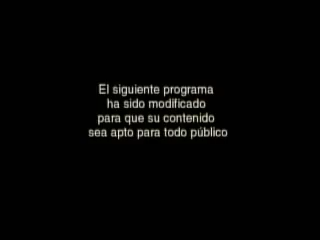 El siguiente programa
ha sido modificado
para que su contenido
sea apto para todo público